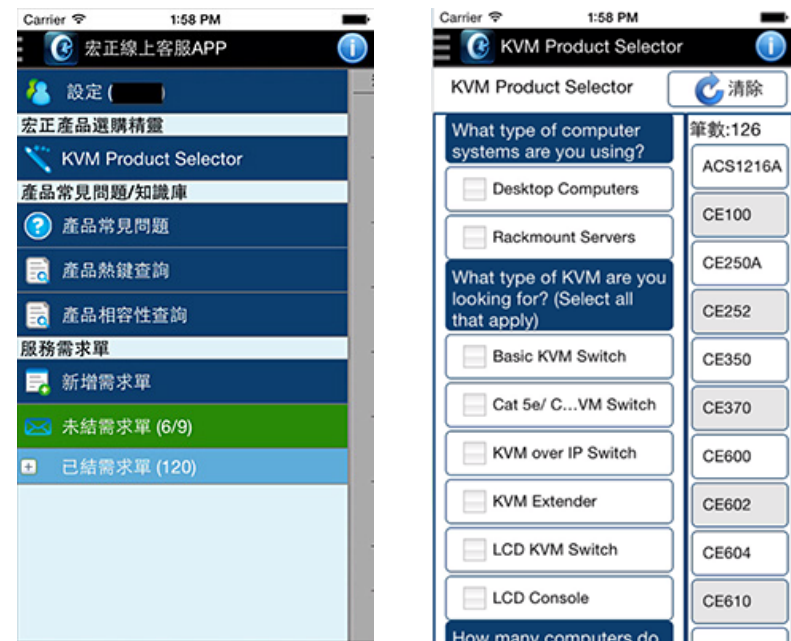 Carrier 1:58 PM
宏正線上客服APP
設定 ( )
宏正產品選購精靈
KVM Product Selector
產品常見問題/知識庫
產品常見問題
產品熱鍵查詢
產品相容性查詢
服務需求單
新增需求單
未結需求單 (6/9)
已結需求單 (120)
Carrier 1:58 PM
KVM Product Selector
KVM Product Selector
清除
What type of computer
systems are you using?
Desktop Computers
Rackmount Servers
What type of KVM are you
looking for? (Select all
that apply)
Basic KVM Switch
Cat 5e/ C...VM Switch
KVM over IP Switch
KVM Extender
LCD KVM Switch
LCD Console
How many computers do
筆數:126
ACS1216A
CE100
CE250A
CE252
CE350
CE370
CE600
CE602
CE604
CE610